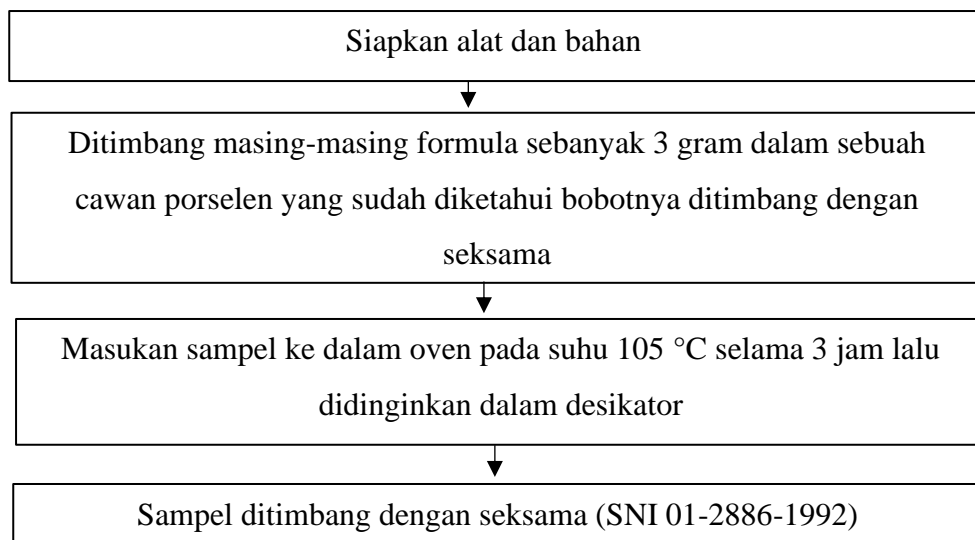 Siapkan alat dan bahan
Ditimbang masing-masing formula sebanyak 3 gram dalam sebuah
cawan porselen yang sudah diketahui bobotnya ditimbang dengan
seksama
Masukan sampel ke dalam oven pada suhu 105 °C selama 3 jam lalu
didinginkan dalam desikator
Sampel ditimbang dengan seksama (SNI 01-2886-1992)